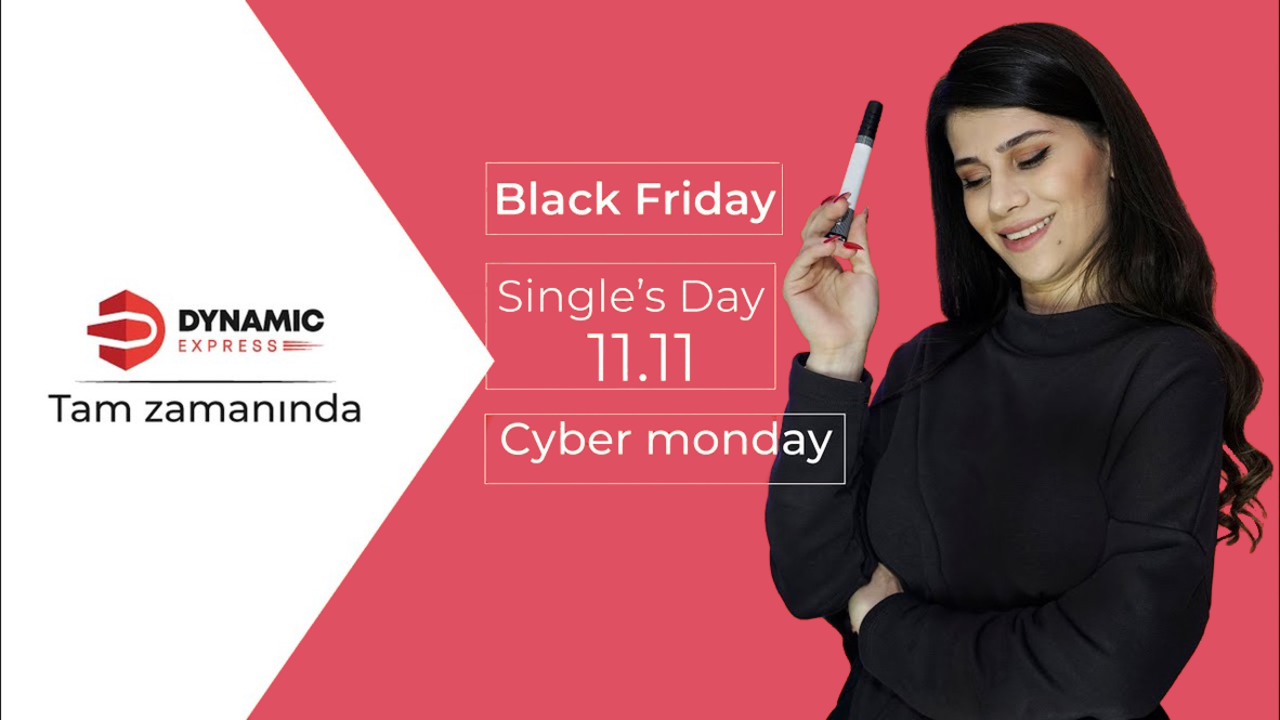 DYNAMIC
EXPRESS
Tam zamanında
Black Friday
Single’s Day
11.11
Cyber monday